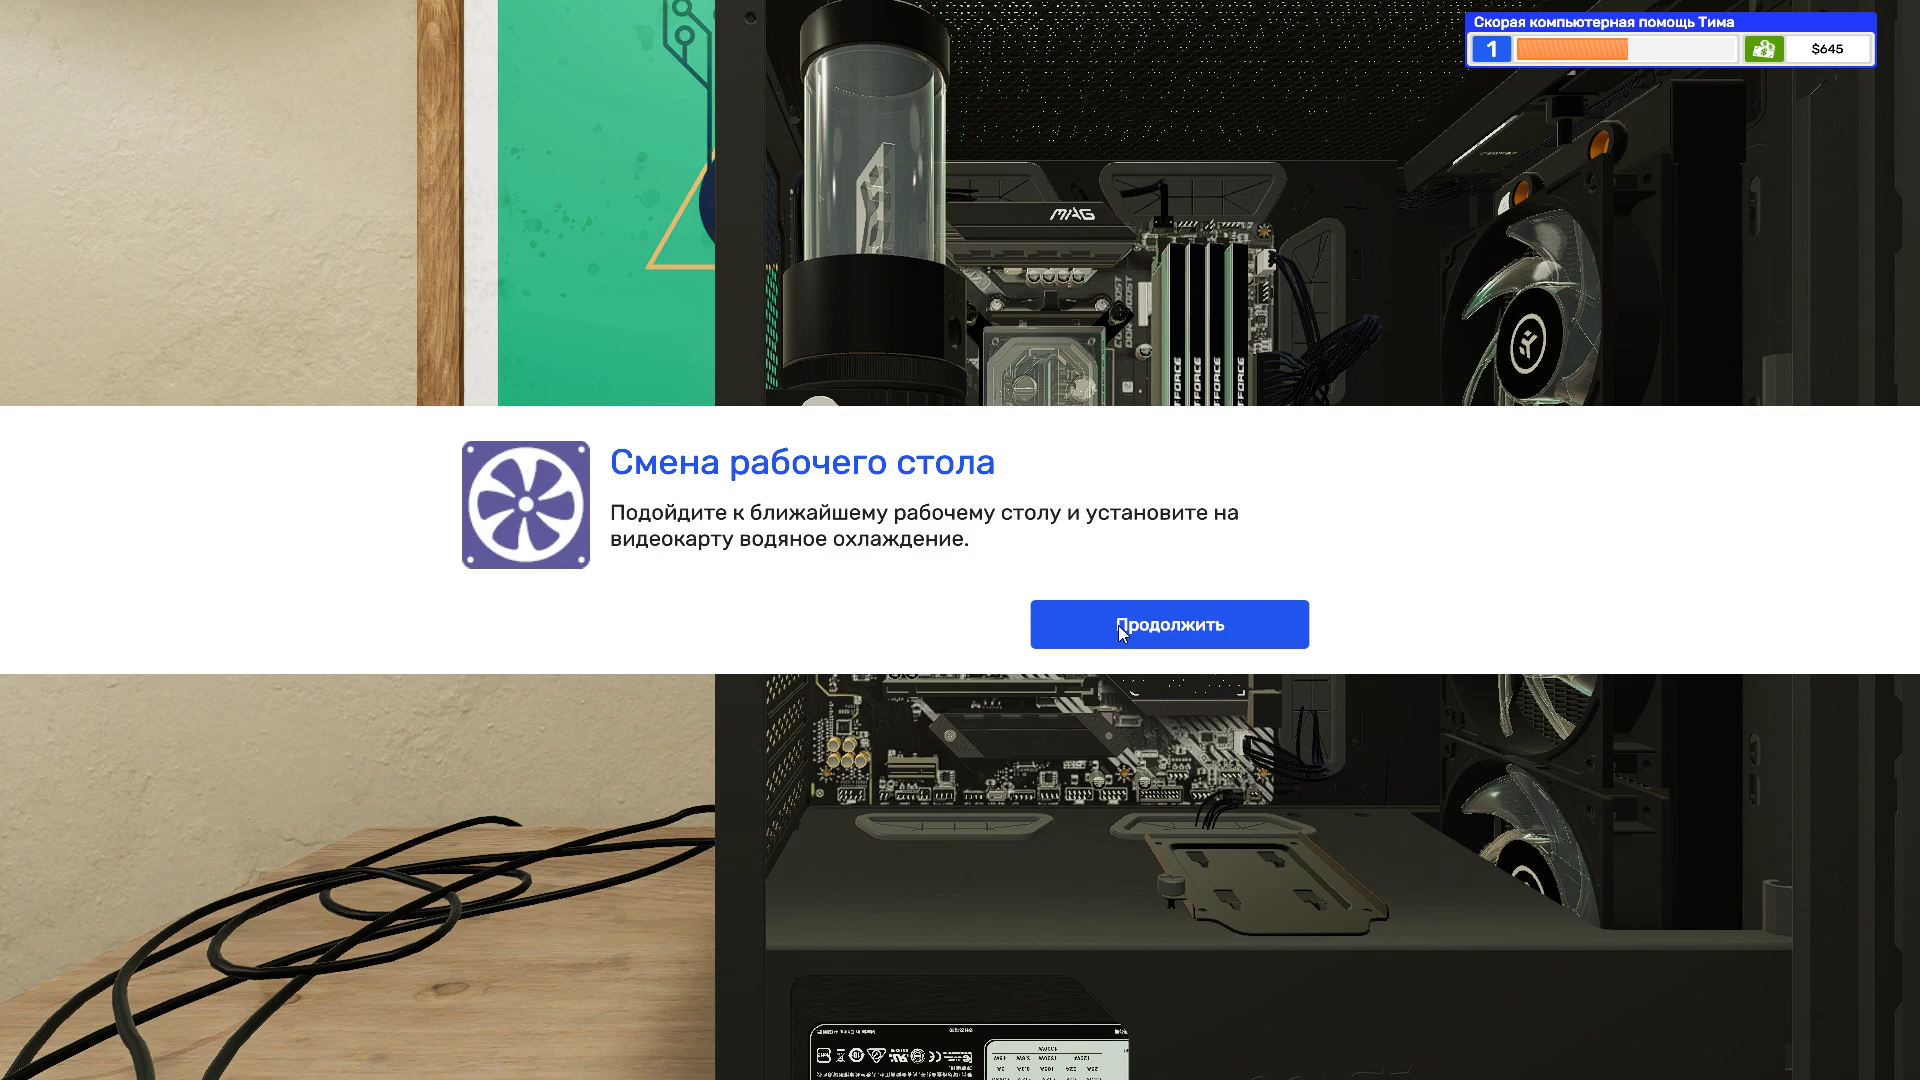 Скорая компьютерная помощь Тима
1
$645
MAG
Смена рабочего стола
Подойдите к ближайшему рабочему столу и установите на
видеокарту водяное охлаждение.
Продолжить